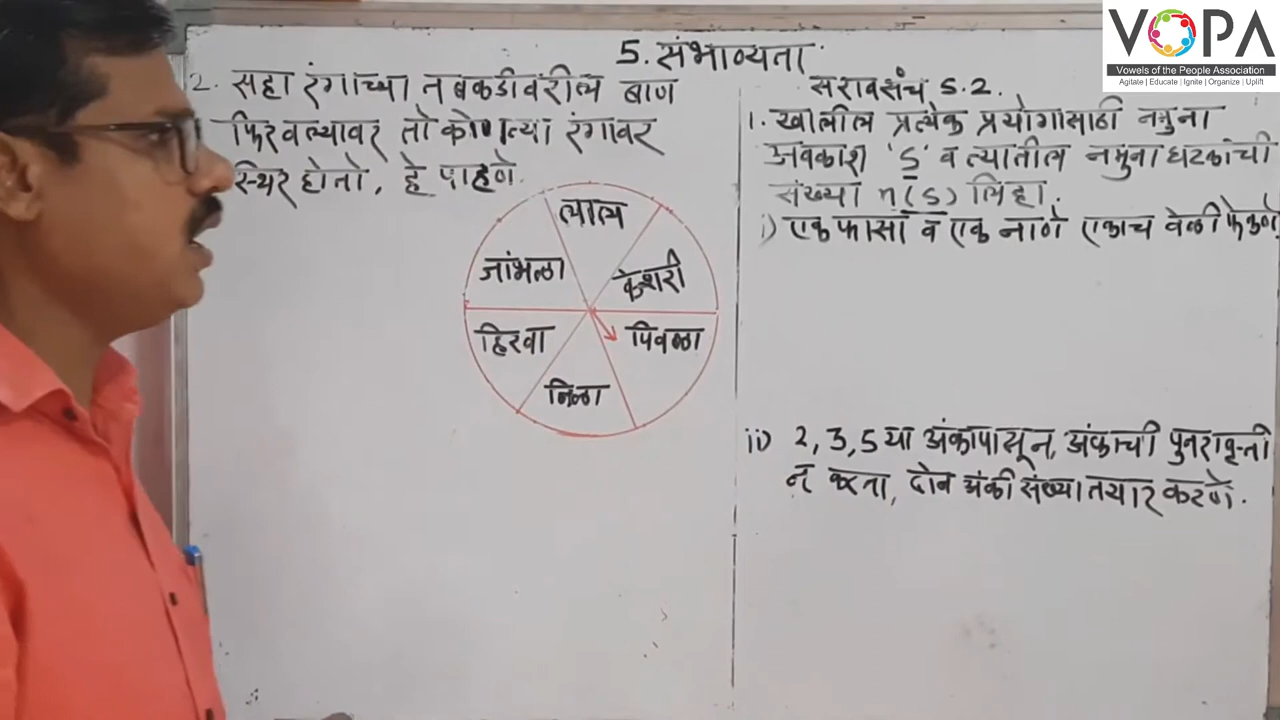 5. संभाव्यता
2. सहा रंगाच्या तबकडीवरील बाण
फिरवल्यावर तो कोणत्या रंगावर
स्थिर होतो, हे पाहणे.
लाल
जांभळा
केशरी
हिरवा
पिवळा
निळा
सरावसंच 5.2.
1. खालील प्रत्येक प्रयोगासाठी नमुना
अवकाश 'S' व त्यातील नमुना घटकांची
संख्या n(S) लिहा.
i) एक फासा व एक नाणे एकाच वेळी फेकणे.
ii) 2, 3, 5 या अंकापासून, अंकाची पुनरावृत्ती
न करता, दोन अंकी संख्या तयार करणे.
VOPA
Vowels of the People Association
Agitate | Educate | Ignite | Organize | Uplift